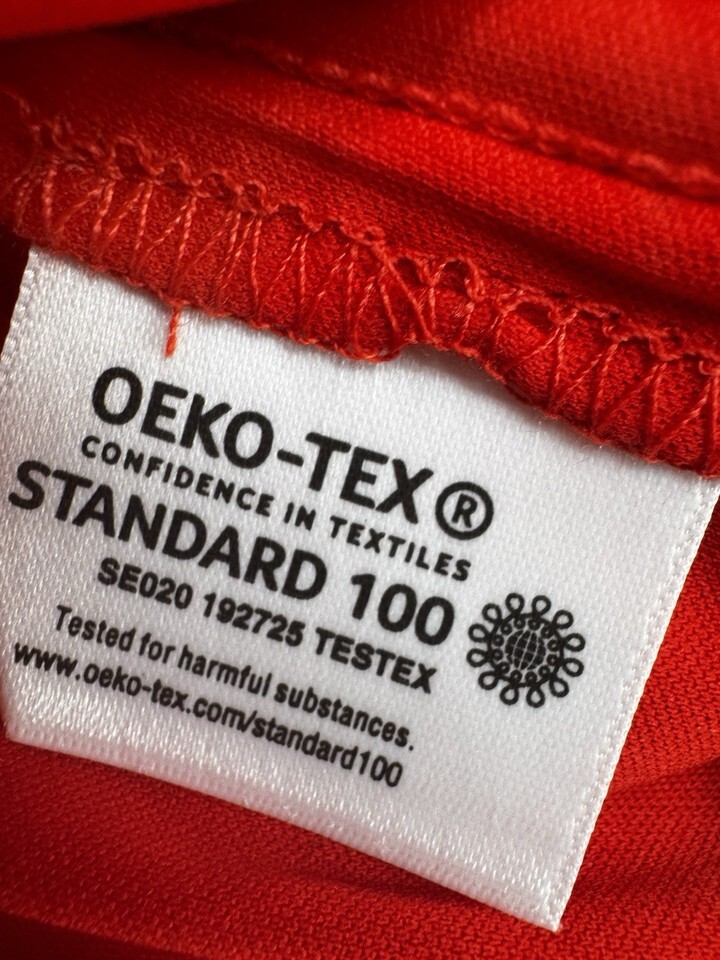 OEKO-TEX®
CONFIDENCE IN TEXTILES
STANDARD 100
SE020 192725 TESTEX
Tested for harmful substances.
www.oeko-tex.com/standard100